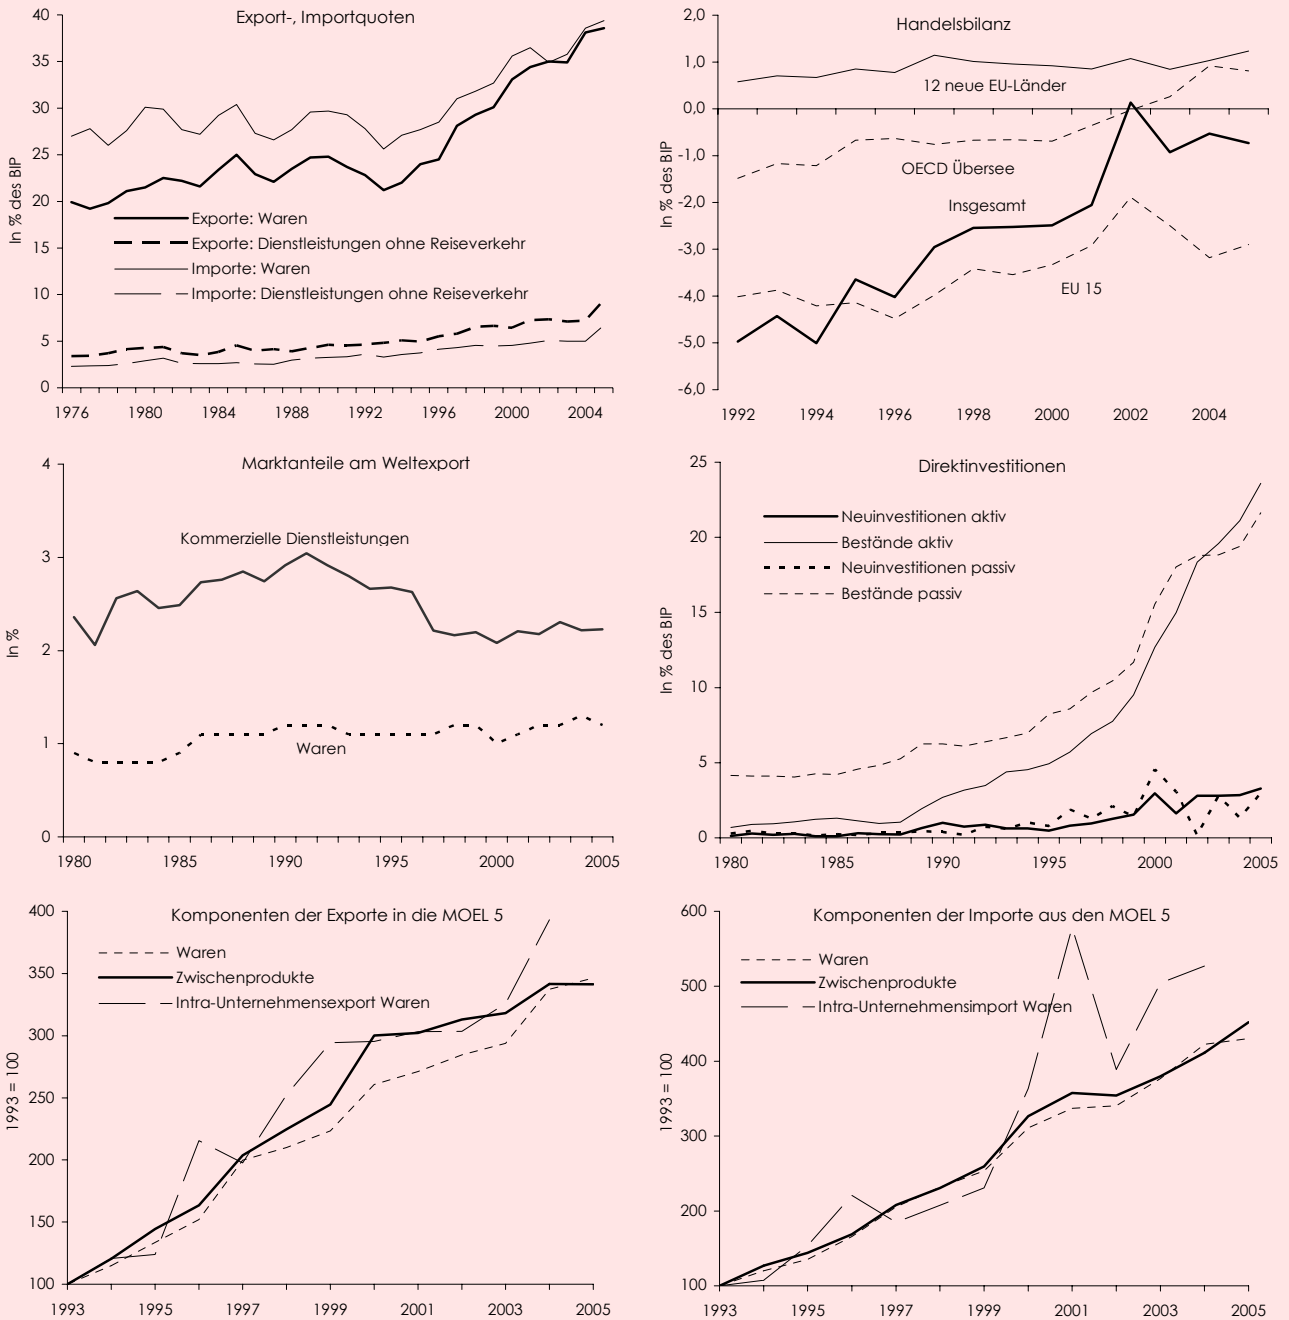 Export-, Importquoten
In % des BIP
40
35
30
25
20
15
10
5
0
Exporte: Waren
Exporte: Dienstleistungen ohne Reiseverkehr
Importe: Waren
Importe: Dienstleistungen ohne Reiseverkehr
1976 1980 1984 1988 1992 1996 2000 2004
Handelsbilanz
In % des BIP
2,0
1,0
0,0
-1,0
-2,0
-3,0
-4,0
-5,0
-6,0
12 neue EU-Länder
OECD Übersee
Insgesamt
EU 15
1992 1994 1996 1998 2000 2002 2004
Marktanteile am Weltexport
In %
4
3
2
1
0
Kommerzielle Dienstleistungen
Waren
1980 1985 1990 1995 2000 2005
Direktinvestitionen
In % des BIP
25
20
15
10
5
0
Neuinvestitionen aktiv
Bestände aktiv
Neuinvestitionen passiv
Bestände passiv
1980 1985 1990 1995 2000 2005
Komponenten der Exporte in die MOEL 5
1993 = 100
400
350
300
250
200
150
100
Waren
Zwischenprodukte
Intra-Unternehmensexport Waren
1993 1995 1997 1999 2001 2003 2005
Komponenten der Importe aus den MOEL 5
1993 = 100
600
500
400
300
200
100
Waren
Zwischenprodukte
Intra-Unternehmensimport Waren
1993 1995 1997 1999 2001 2003 2005